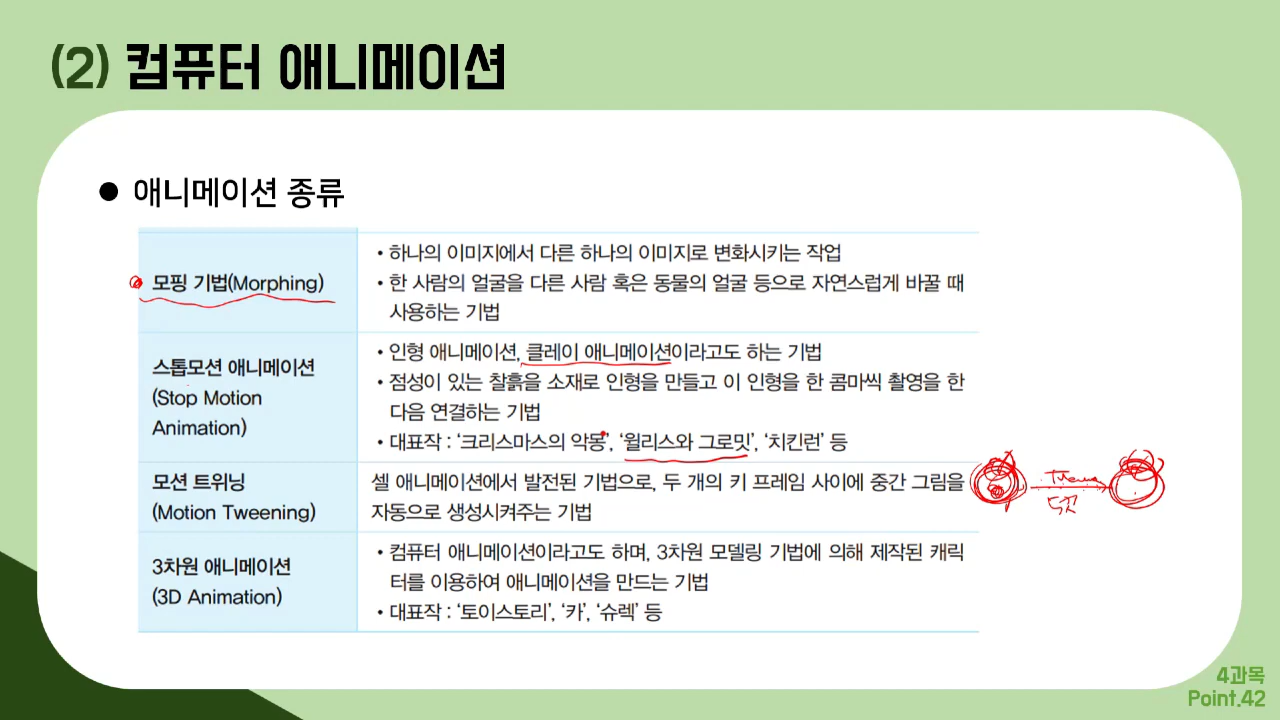 (2) 컴퓨터 애니메이션
● 애니메이션 종류
모핑 기법(Morphing)
• 하나의 이미지에서 다른 하나의 이미지로 변화시키는 작업
• 한 사람의 얼굴을 다른 사람 혹은 동물의 얼굴 등으로 자연스럽게 바꿀 때
사용하는 기법
스톱모션 애니메이션
(Stop Motion
Animation)
• 인형 애니메이션, 클레이 애니메이션이라고도 하는 기법
• 점성이 있는 찰흙을 소재로 인형을 만들고 이 인형을 한 콤마씩 촬영을 한
다음 연결하는 기법
• 대표작 : ‘크리스마스의 악몽’, ‘윌리스와 그로밋’, ‘치킨런’ 등
모션 트위닝
(Motion Tweening)
셀 애니메이션에서 발전된 기법으로, 두 개의 키 프레임 사이에 중간 그림을
자동으로 생성시켜주는 기법
3차원 애니메이션
(3D Animation)
• 컴퓨터 애니메이션이라고도 하며, 3차원 모델링 기법에 의해 제작된 캐릭
터를 이용하여 애니메이션을 만드는 기법
• 대표작 : ‘토이스토리’, ‘카’, ‘슈렉’ 등
4과목
Point.42